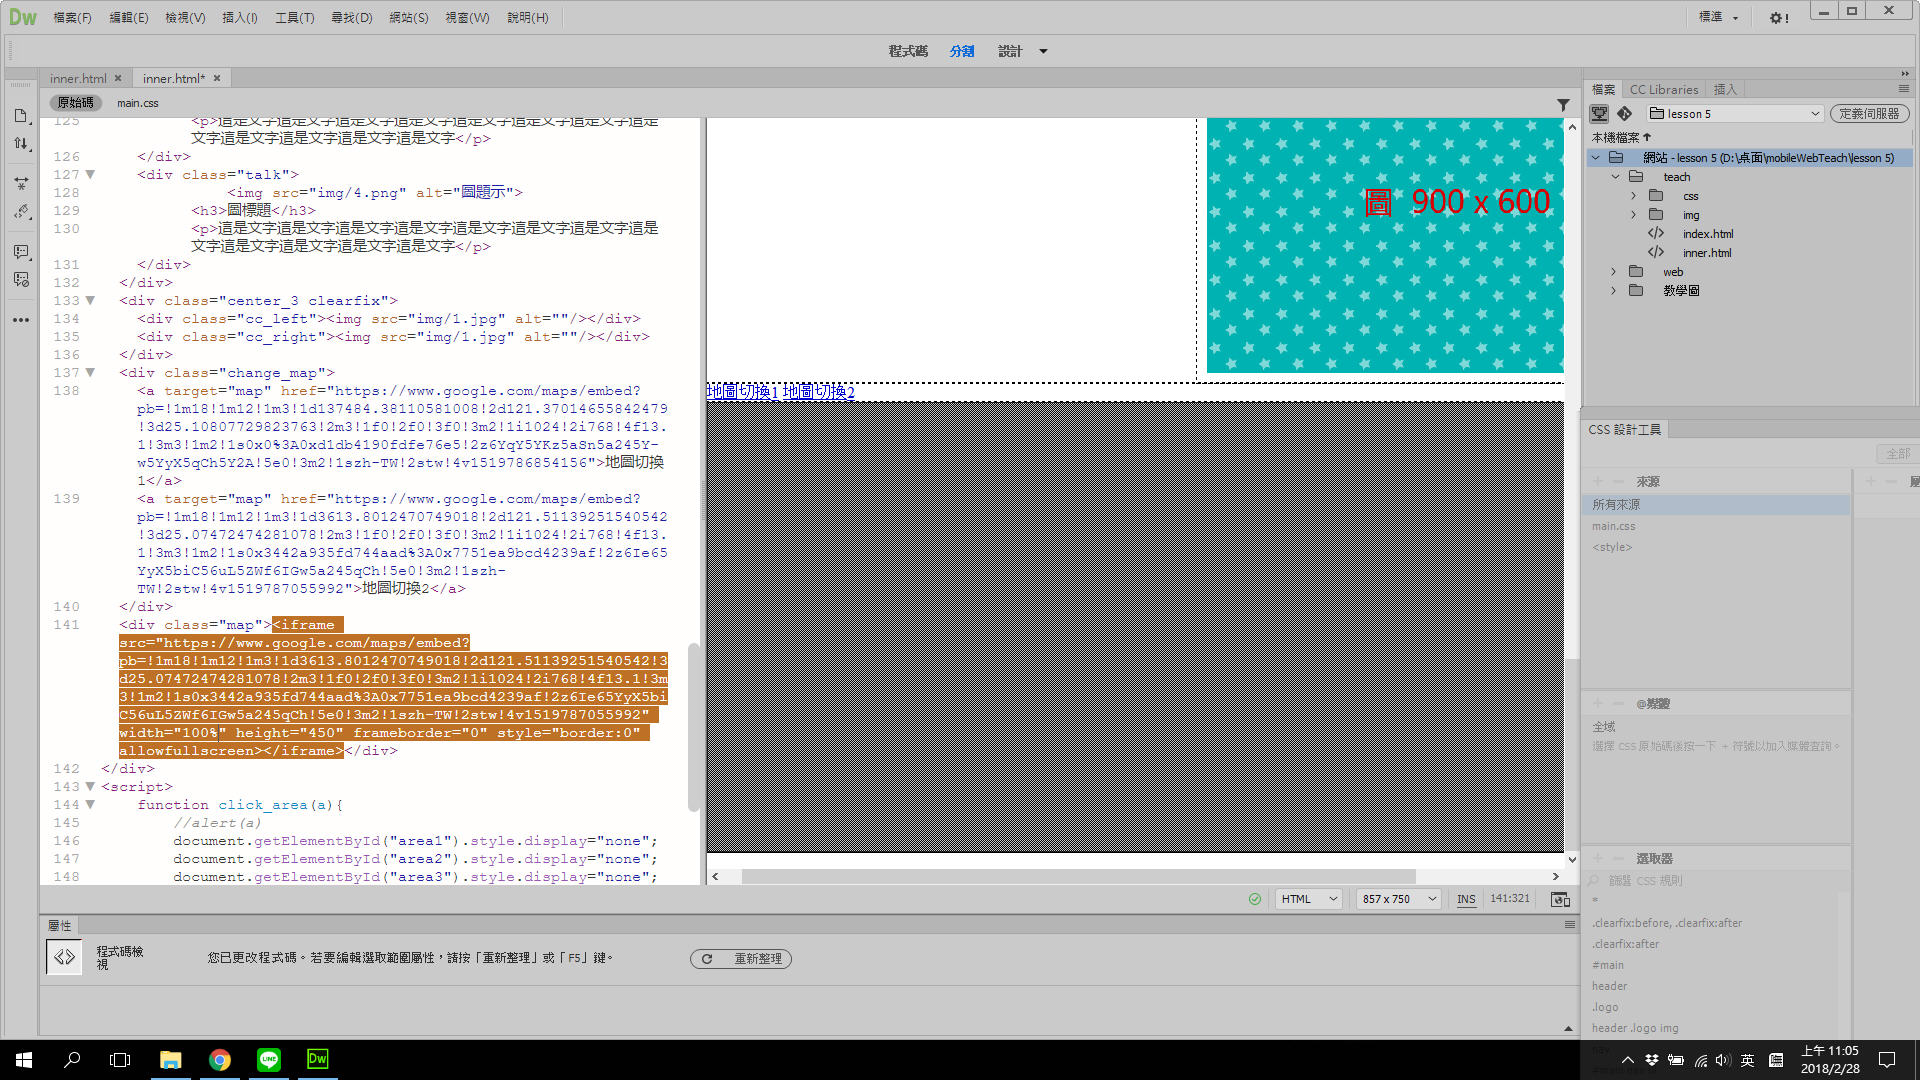 Dw 檔案(F) 編輯(E) 檢視(V) 插入(I) 工具(T) 尋找(D) 網站(S) 視窗(W) 說明(H) 標準
程式碼 分割 設計
inner.html inner.html*
原始碼 main.css
125 <p>這是文字這是文字這是文字這是文字這是文字這是文字這是文字這是
文字這是文字這是文字這是文字這是文字</p>
126 </div>
127 <div class="talk">
128 <img src="img/4.png" alt="圖題示">
129 <h3>圖標題</h3>
130 <p>這是文字這是文字這是文字這是文字這是文字這是文字這是文字這是
文字這是文字這是文字這是文字這是文字</p>
131 </div>
132 </div>
133 <div class="center_3 clearfix">
134 <div class="cc_left"><img src="img/1.jpg" alt=""/></div>
135 <div class="cc_right"><img src="img/1.jpg" alt=""/></div>
136 </div>
137 <div class="change_map">
138 <a target="map" href="https://www.google.com/maps/embed?
pb=!1m18!1m12!1m3!1d137484.38110581008!2d121.37014655842479
!3d25.10807729823763!2m3!1f0!2f0!3f0!3m2!1i1024!2i768!4f13.
1!3m3!1m2!1s0x0%3A0xd1db4190fdfe76e5!2z6YqY5YKz5aSn5a245Y-
w5YyX5qCh5Y2A!5e0!3m2!1szh-TW!2stw!4v1519786854156">地圖切換
1</a>
139 <a target="map" href="https://www.google.com/maps/embed?
pb=!1m18!1m12!1m3!1d3613.8012470749018!2d121.51139251540542
!3d25.07472474281078!2m3!1f0!2f0!3f0!3m2!1i1024!2i768!4f13.
1!3m3!1m2!1s0x3442a935fd744aad%3A0x7751ea9bcd4239af!2z6Ie65
YyX5biC56uL5ZWf6IGw5a245qCh!5e0!3m2!1szh-
TW!2stw!4v1519787055992">地圖切換2</a>
140 </div>
141 <div class="map"><iframe
src="https://www.google.com/maps/embed?
pb=!1m18!1m12!1m3!1d3613.8012470749018!2d121.51139251540542!3
d25.07472474281078!2m3!1f0!2f0!3f0!3m2!1i1024!2i768!4f13.1!3m
3!1m2!1s0x3442a935fd744aad%3A0x7751ea9bcd4239af!2z6Ie65YyX5bi
C56uL5ZWf6IGw5a245qCh!5e0!3m2!1szh-TW!2stw!4v1519787055992"
width="100%" height="450" frameborder="0" style="border:0"
allowfullscreen></iframe></div>
142 </div>
143 <script>
144 function click_area(a){
145 //alert(a)
146 document.getElementById("area1").style.display="none";
147 document.getElementById("area2").style.display="none";
148 document.getElementById("area3").style.display="none";
圖 900 x 600
地圖切換1 地圖切換2
HTML 857 x 750 INS 141:321
屬性
程式碼檢
視
您已更改程式碼。若要編輯選取範圍屬性，請按「重新整理」或「F5」鍵。
重新整理
檔案 CC Libraries 插入
lesson 5 定義伺服器
本機檔案
網站 - lesson 5 (D:\桌面\mobileWebTeach\lesson 5)
teach
css
img
index.html
inner.html
web
教學圖
CSS 設計工具
全部
來源
所有來源
main.css
<style>
@媒體
全域
選擇 CSS 原始碼後按一下 + 符號以加入媒體查詢。
選取器
篩選 CSS 規則
*
.clearfix:before, .clearfix:after
.clearfix:after
#main
header
.logo
header .logo img
Dw
英
上午 11:05
2018/2/28